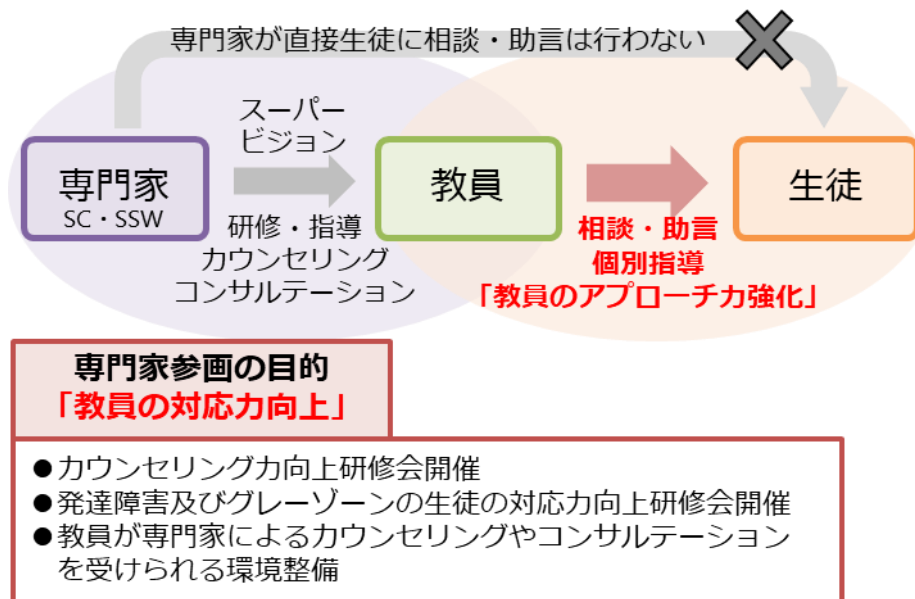 専門家が直接生徒に相談・助言は行わない
スーパー
ビジョン
専門家
SC・SSW
教員
生徒
研修・指導
カウンセリング
コンサルテーション
相談・助言
個別指導
「教員のアプローチ力強化」
専門家参画の目的
「教員の対応力向上」
●カウンセリング力向上研修会開催
●発達障害及びグレーゾーンの生徒の対応力向上研修会開催
●教員が専門家によるカウンセリングやコンサルテーション
を受けられる環境整備